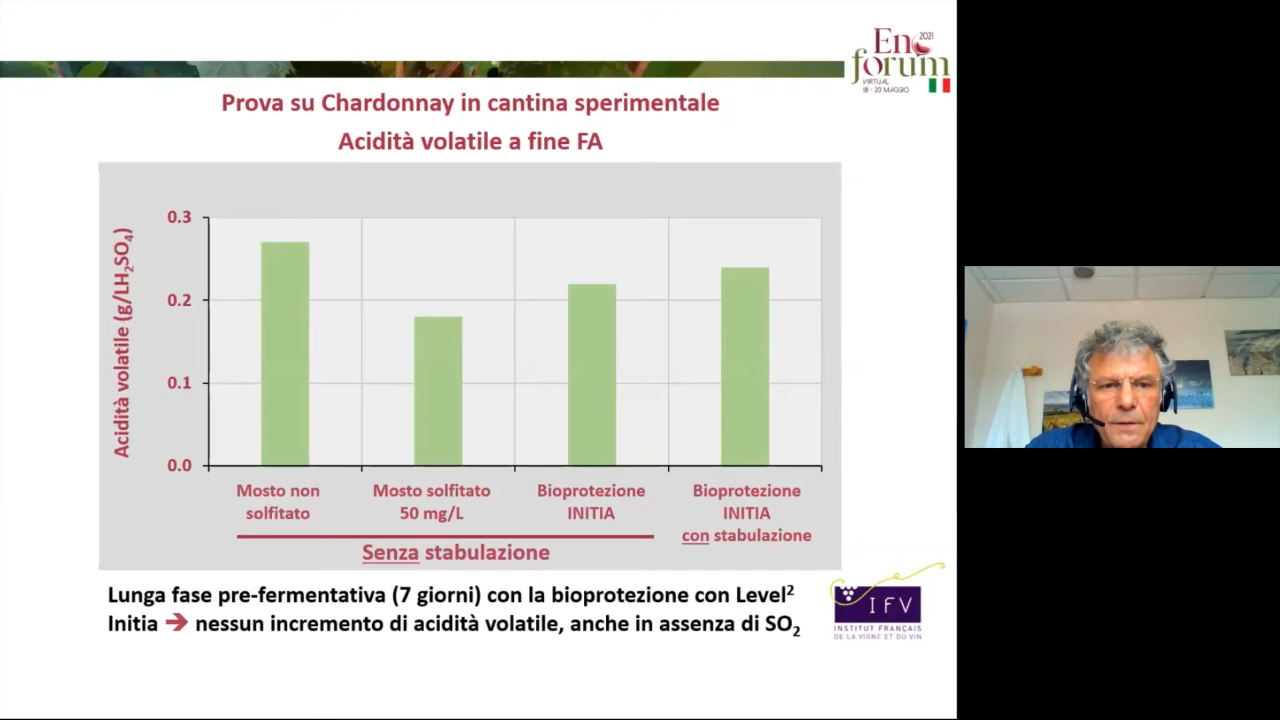 2021
Eno
forum
VIRTUAL
18 - 20 MAGGIO
Prova su Chardonnay in cantina sperimentale
Acidità volatile a fine FA
Acidità volatile (g/LH₂SO₄)
0.3
0.2
0.1
0.0
Mosto non
solfitato
Mosto solfitato
50 mg/L
Bioprotezione
INITIA
Bioprotezione
INITIA
con stabulazione
Senza stabulazione
Lunga fase pre-fermentativa (7 giorni) con la bioprotezione con Level²
Initia ➔ nessun incremento di acidità volatile, anche in assenza di SO₂
IFV
INSTITUT FRANÇAIS
DE LA VIGNE ET DU VIN